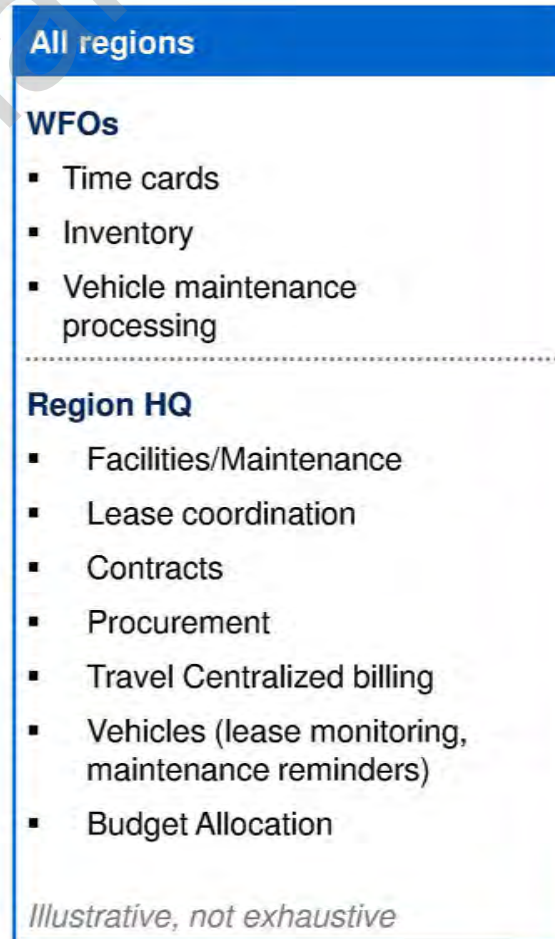 All regions
WFOs
▪ Time cards
▪ Inventory
▪ Vehicle maintenance
processing
Region HQ
▪ Facilities/Maintenance
▪ Lease coordination
▪ Contracts
▪ Procurement
▪ Travel Centralized billing
▪ Vehicles (lease monitoring,
maintenance reminders)
▪ Budget Allocation
Illustrative, not exhaustive